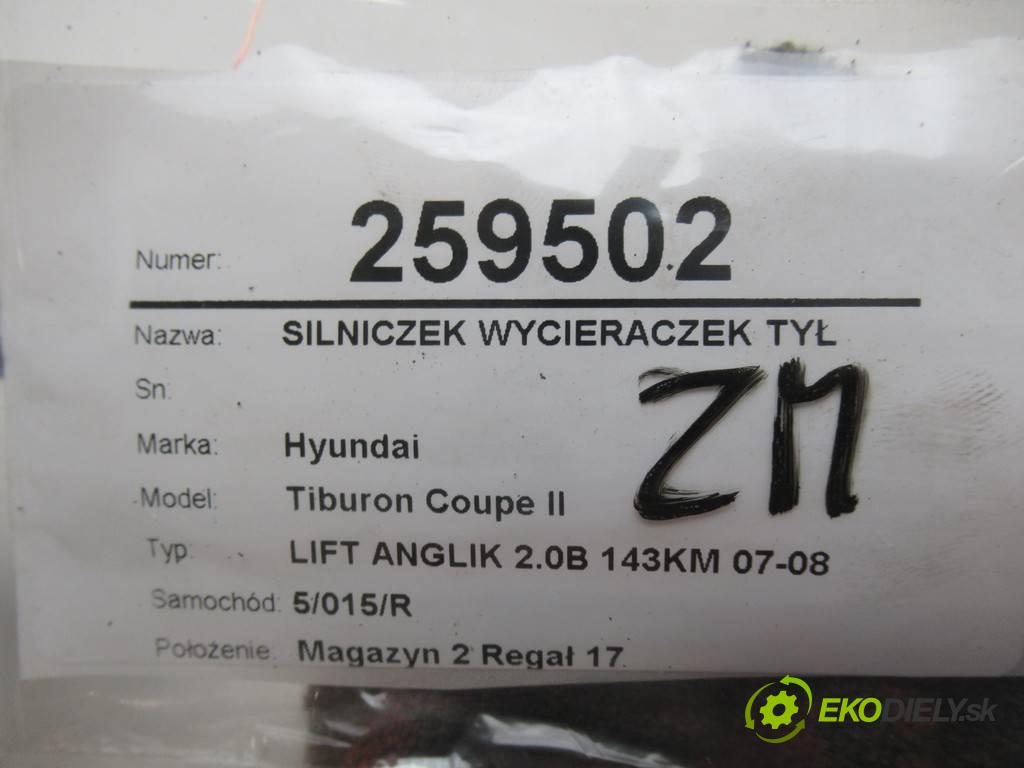 Numer: 259502
Nazwa: SILNICZEK WYCIERACZEK TYŁ
Sn:
ZM
Marka: Hyundai
Model: Tiburon Coupe II
Typ: LIFT ANGLIK 2.0B 143KM 07-08
Samochód: 5/015/R
Położenie: Magazyn 2 Regał 17
EKODIELY.sk